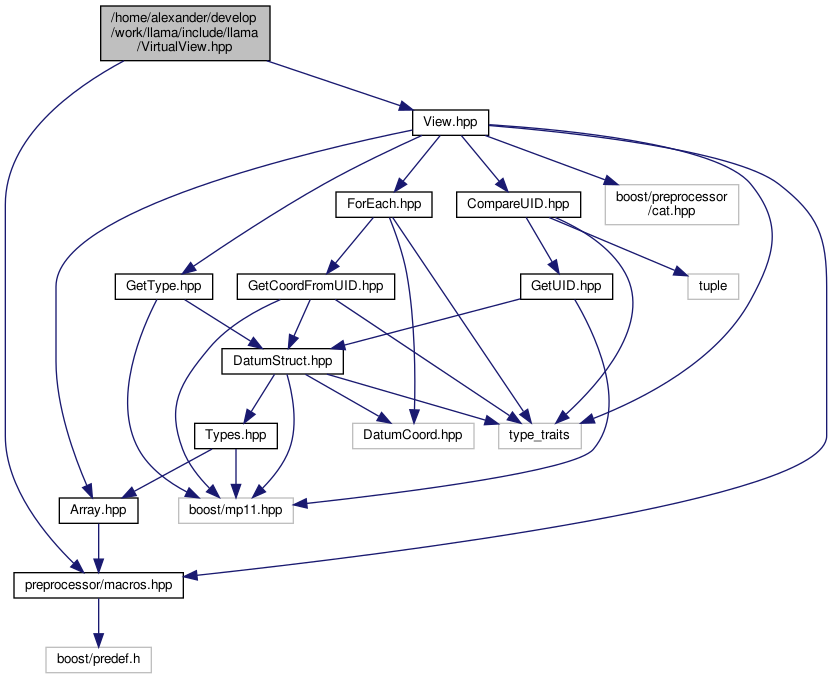 /home/alexander/develop
/work/llama/include/llama
/VirtualView.hpp
View.hpp
ForEach.hpp
CompareUID.hpp
boost/preprocessor
/cat.hpp
GetType.hpp
GetCoordFromUID.hpp
GetUID.hpp
tuple
DatumStruct.hpp
Types.hpp
DatumCoord.hpp
type_traits
Array.hpp
boost/mp11.hpp
preprocessor/macros.hpp
boost/predef.h